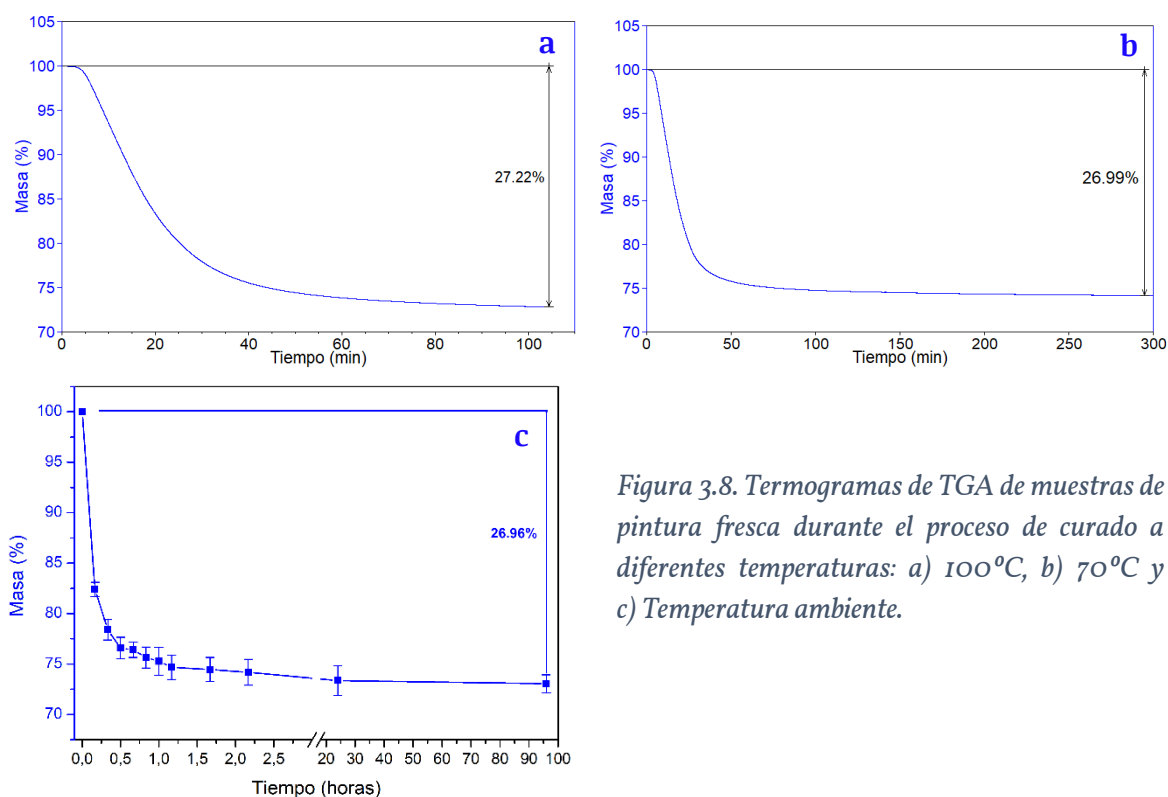 105
100
95
90
85
80
75
70
Masa (%)
a
27.22%
0
20
40
60
80
100
Tiempo (min)
105
100
95
90
85
80
75
70
Masa (%)
b
26.99%
0
50
100
150
200
250
300
Tiempo (min)
100
95
90
85
80
75
70
Masa (%)
c
26.96%
0,0 0,5 1,0 1,5 2,0 2,5 20 30 40 50 60 70 80 90 100
Tiempo (horas)
Figura 3.8. Termogramas de TGA de muestras de
pintura fresca durante el proceso de curado a
diferentes temperaturas: a) 100ºC, b) 70ºC y
c) Temperatura ambiente.